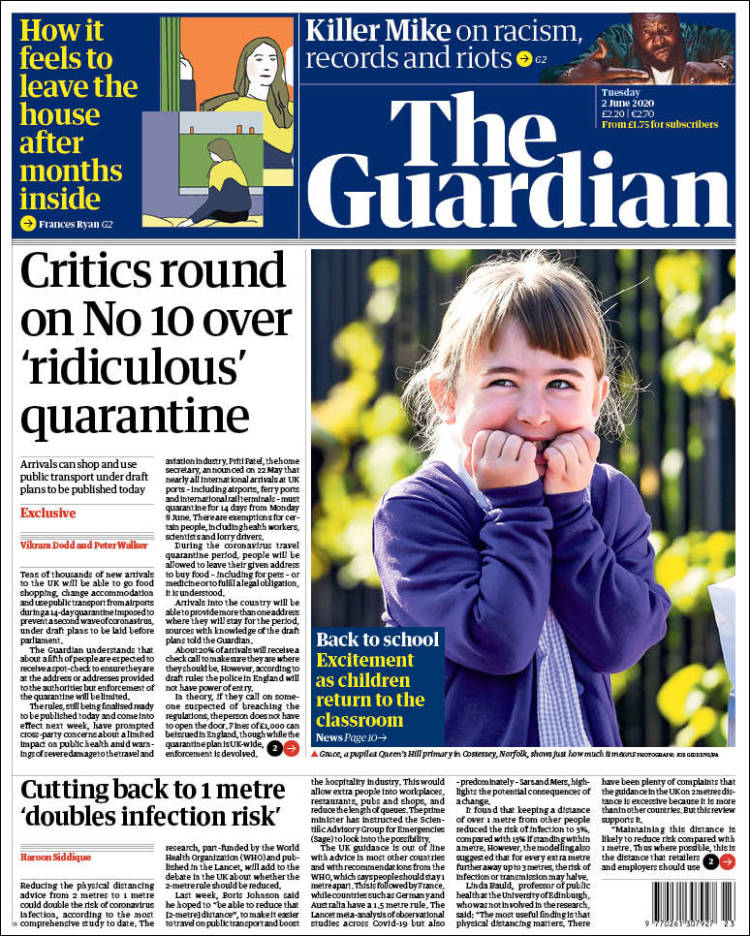 How it
feels to
leave the
house
after
months
inside
Frances Ryan G2
Killer Mike on racism,
records and riots G2
Tuesday
2 June 2020
£2.20 | €2.70
From £1.75 for subscribers
The
Guardian
Critics round
on No 10 over
‘ridiculous’
quarantine
Arrivals can shop and use
public transport under draft
plans to be published today
Exclusive
Vikram Dodd and Peter Walker
Tens of thousands of new arrivals
to the UK will be able to go food
shopping, change accommodation
and use public transport from airports
during a 14-day quarantine imposed to
prevent a second wave of coronavirus,
under draft plans to be laid before
parliament.
The Guardian understands that
about a fifth of people are expected to
receive a spot-check to ensure they are
at the address or addresses provided
to the authorities but enforcement of
the quarantine will be limited.
The rules, still being finalised ready
to be published today and come into
effect next week, have prompted
cross-party concerns about a limited
impact on public health amid warn-
ings of severe damage to the travel and
aviation industry. Priti Patel, the home
secretary, announced on 22 May that
nearly all international arrivals at UK
ports – including airports, ferry ports
and international rail terminals – must
quarantine for 14 days from Monday
8 June. There are exemptions for cer-
tain people, including health workers,
scientists and lorry drivers.
During the coronavirus travel
quarantine period, people will be
allowed to leave their given address
to buy food – including for pets – or
medicine or to fulfil a legal obligation,
it is understood.
Arrivals into the country will be
able to provide more than one address
where they will stay for the period,
sources with knowledge of the draft
plans told the Guardian.
About 20% of arrivals will receive a
check call to make sure they are where
they should be. However, according to
draft rules the police in England will
not have power of entry.
In theory, if they call on some-
one suspected of breaching the
regulations, the person does not have
to open the door. Fines of £1,000 can
be issued in England, though while the
quarantine plan is UK-wide,
enforcement is devolved.
2
Back to school
Excitement
as children
return to the
classroom
News Page 10→
▲ Grace, a pupil at Queen’s Hill primary in Costessey, Norfolk, shows just how much it means PHOTOGRAPH: JOE GIDDENS/PA
Cutting back to 1 metre
‘doubles infection risk’
Haroon Siddique
Reducing the physical distancing
advice from 2 metres to 1 metre
could double the risk of coronavirus
infection, according to the most
comprehensive study to date. The
research, part-funded by the World
Health Organization (WHO) and pub-
lished in the Lancet, will add to the
debate in the UK about whether the
2-metre rule should be reduced.
Last week, Boris Johnson said
he hoped to “be able to reduce that
[2-metre] distance”, to make it easier
to travel on public transport and boost
the hospitality industry. This would
allow extra people into workplaces,
restaurants, pubs and shops, and
reduce the length of queues. The prime
minister has instructed the Scien-
tific Advisory Group for Emergencies
(Sage) to look into the possibility.
The UK guidance is out of line
with advice in most other countries
and with recommendations from the
WHO, which says people should stay 1
metre apart. This is followed by France,
while countries such as Germany and
Australia have a 1.5 metre rule. The
Lancet meta-analysis of observational
studies across Covid-19 but also
– predominantly – Sars and Mers, high-
lights the potential consequences of
a change.
It found that keeping a distance
of over 1 metre from other people
reduced the risk of infection to 3%,
compared with 13% if standing within
a metre. However, the modelling also
suggested that for every extra metre
further away up to 3 metres, the risk of
infection or transmission may halve.
Linda Bauld, professor of public
health at the University of Edinburgh,
who was not involved in the research,
said: “The most useful finding is that
physical distancing matters. There
have been plenty of complaints that
the guidance in the UK on 2 metres dis-
tance is excessive because it is more
than in other countries. But this review
supports it.
“Maintaining this distance is
likely to reduce risk compared with
1 metre. Thus where possible, this is
the distance that retailers
and employers should use
2
9 770261 307927 23